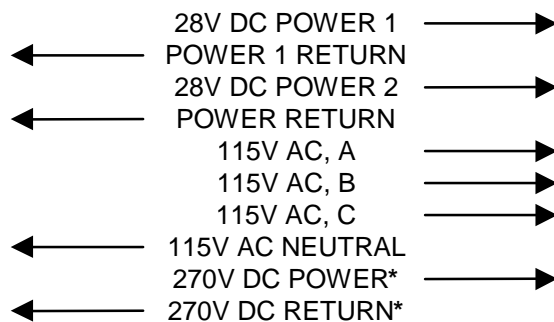 28V DC POWER 1
POWER 1 RETURN
28V DC POWER 2
POWER RETURN
115V AC, A
115V AC, B
115V AC, C
115V AC NEUTRAL
270V DC POWER*
270V DC RETURN*